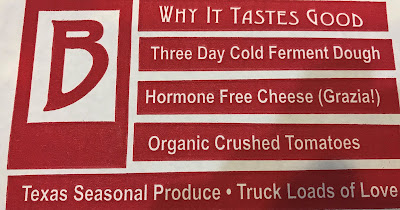 B
Why It Tastes Good
Three Day Cold Ferment Dough
Hormone Free Cheese (Grazia!)
Organic Crushed Tomatoes
Texas Seasonal Produce • Truck Loads of Love